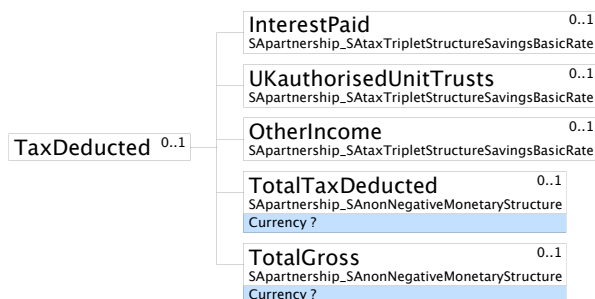 InterestPaid 0..1
SApartnership_SAtaxTripletStructureSavingsBasicRate
UKauthorisedUnitTrusts 0..1
SApartnership_SAtaxTripletStructureSavingsBasicRate
OtherIncome 0..1
SApartnership_SAtaxTripletStructureSavingsBasicRate
TaxDeducted 0..1
TotalTaxDeducted 0..1
SApartnership_SAnonNegativeMonetaryStructure
Currency ?
TotalGross 0..1
SApartnership_SAnonNegativeMonetaryStructure
Currency ?